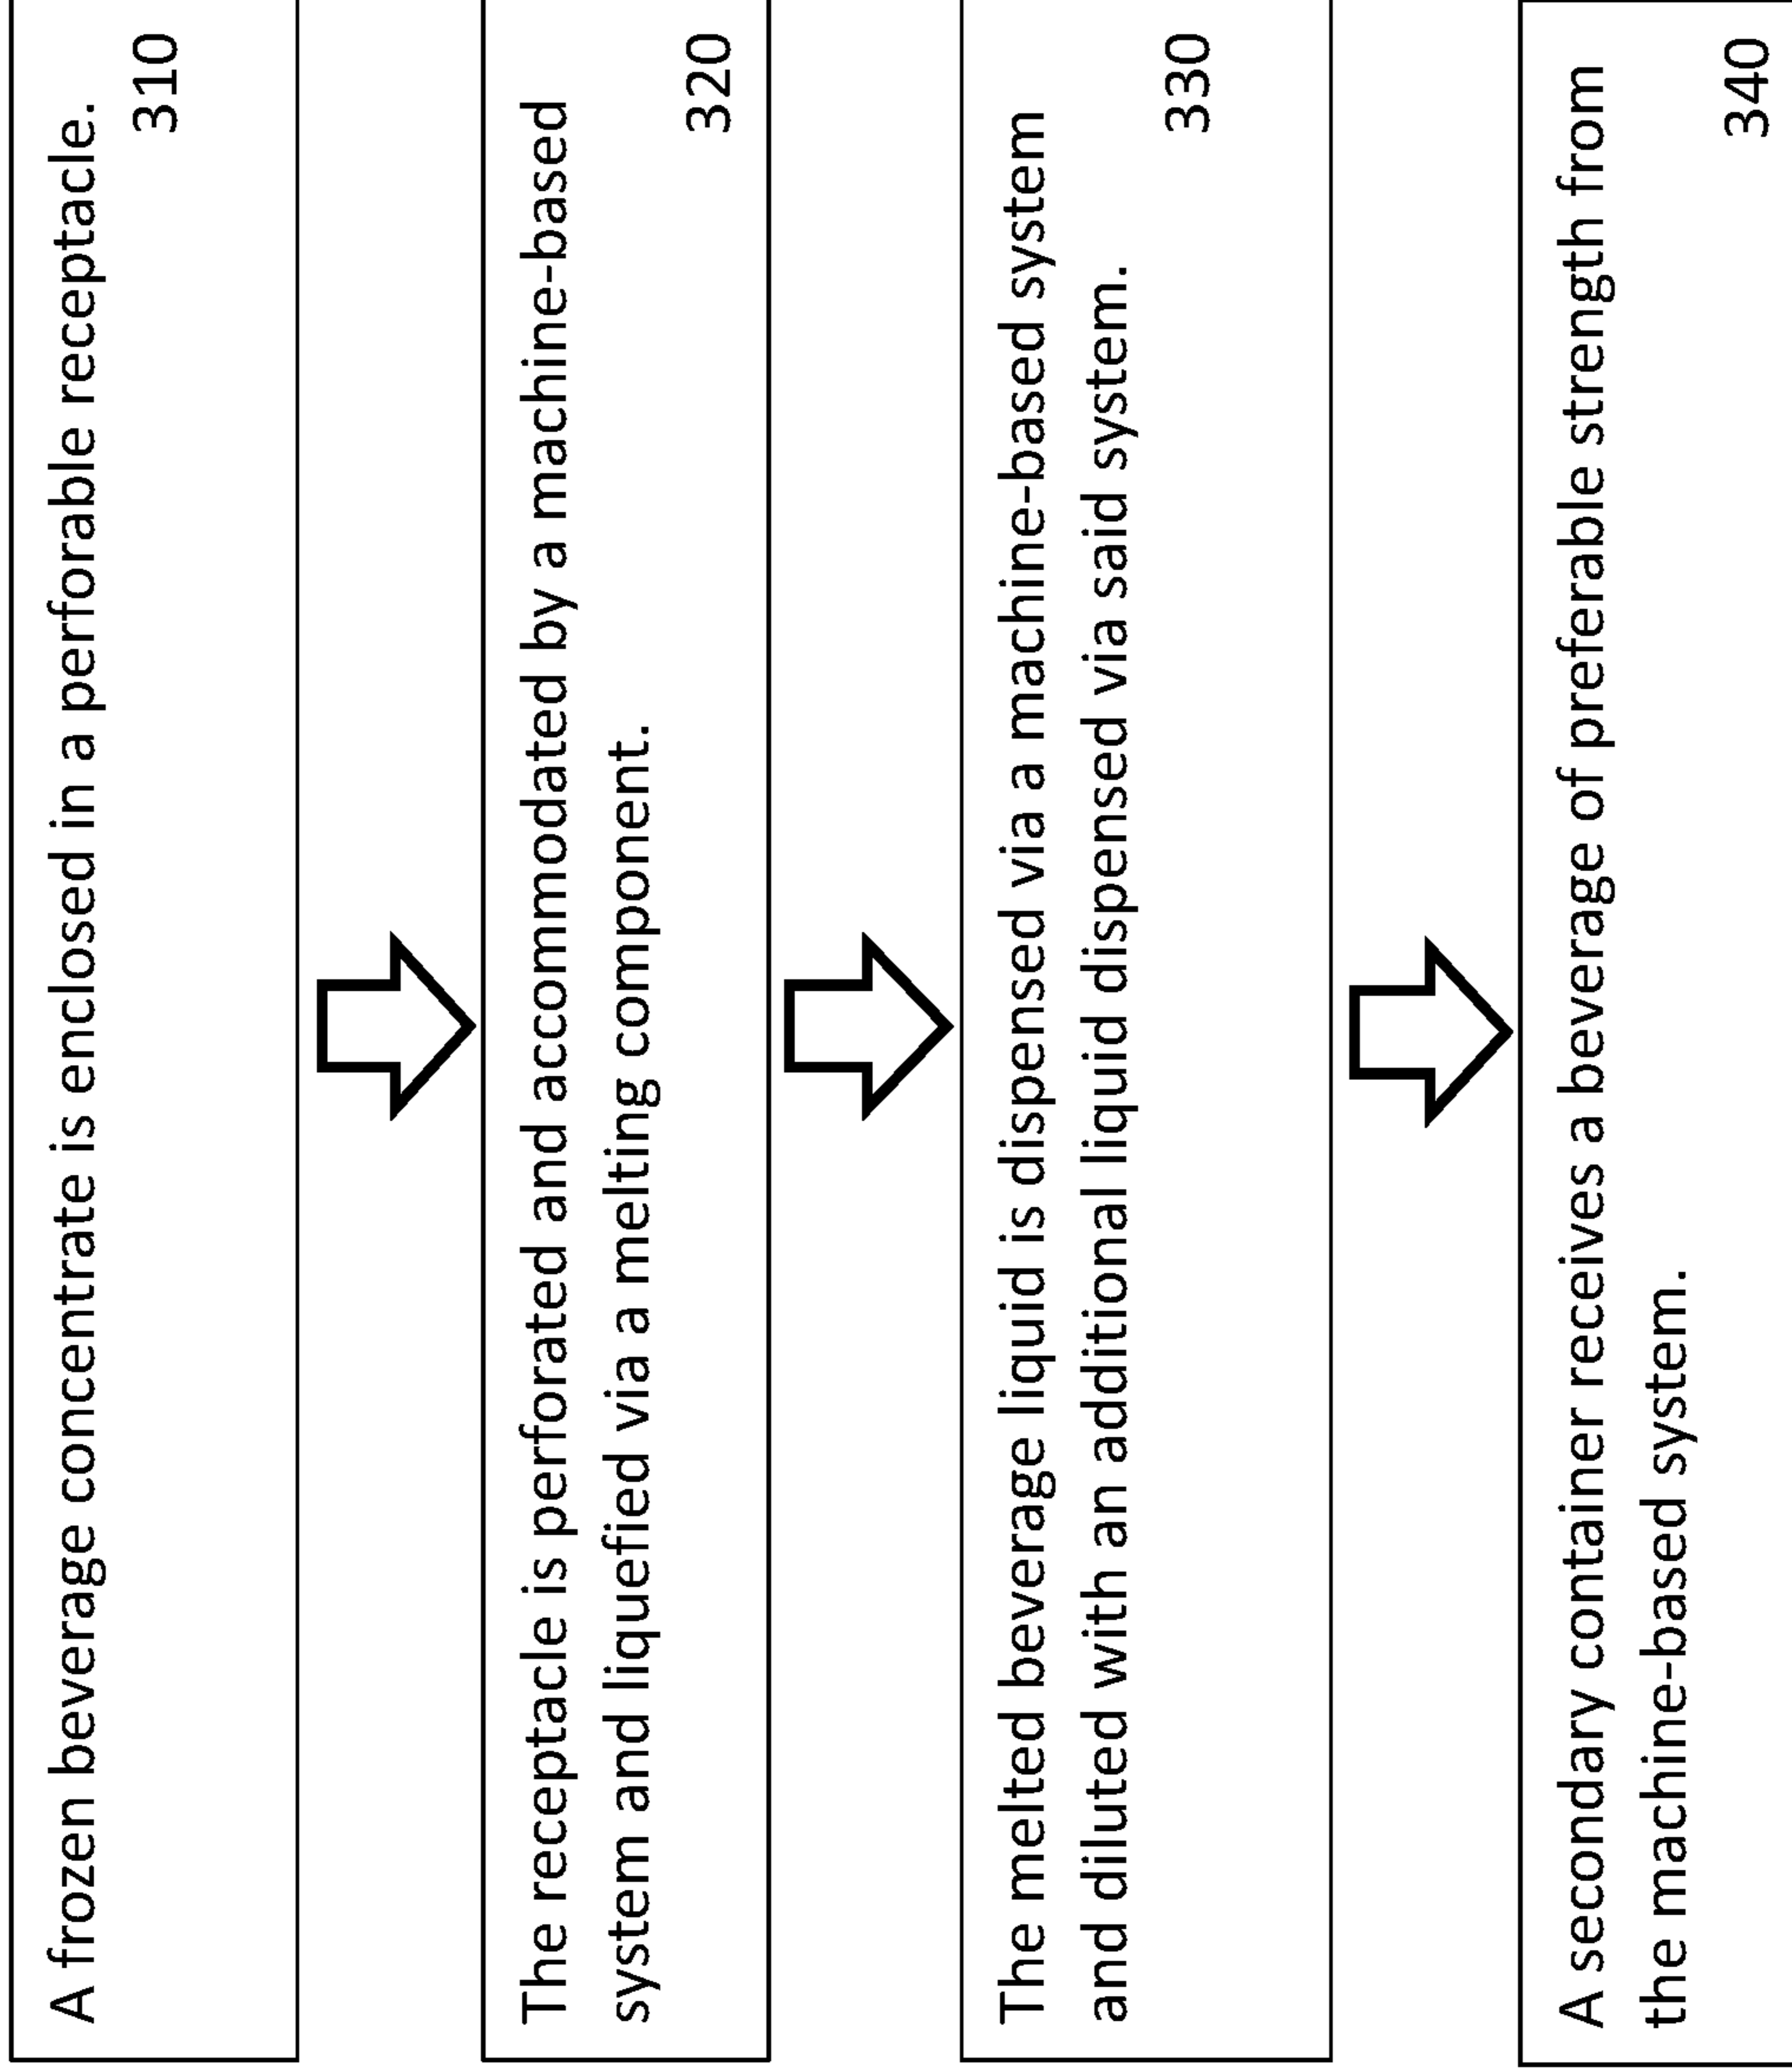 A frozen beverage concentrate is enclosed in a perforable receptacle.
310
The receptacle is perforated and accommodated by a machine-based
system and liquefied via a melting component.
320
The melted beverage liquid is dispensed via a machine-based system
and diluted with an additional liquid dispensed via said system.
330
A secondary container receives a beverage of preferable strength from
the machine-based system.
340